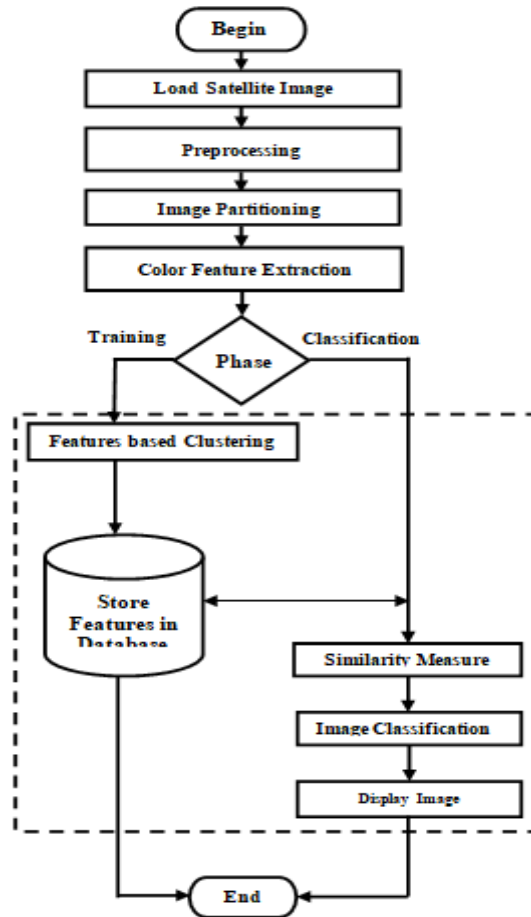 Begin
Load Satellite Image
Preprocessing
Image Partitioning
Color Feature Extraction
Training
Classification
Phase
Features based Clustering
Store
Features in
Database
Similarity Measure
Image Classification
Display Image
End